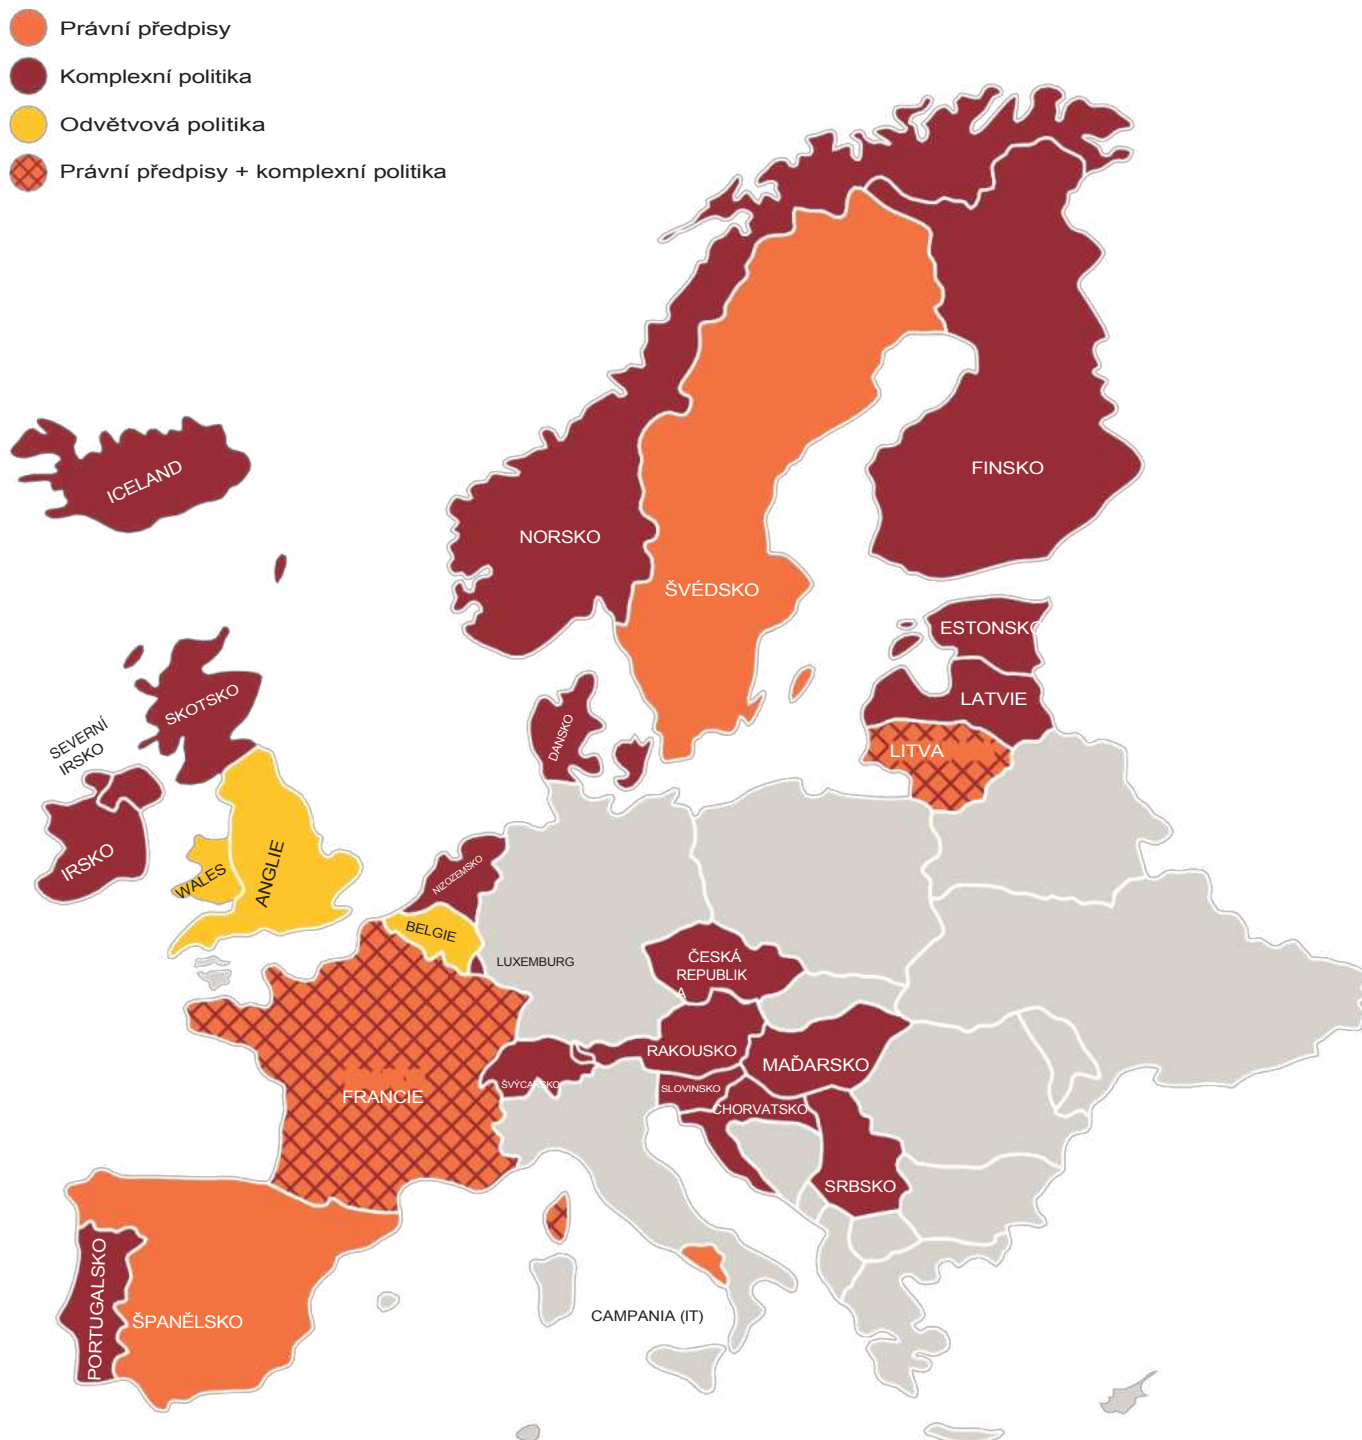 Právní předpisy
Komplexní politika
Odvětvová politika
Právní předpisy + komplexní politika
ICELAND
FINSKO
NORSKO
ŠVÉDSKO
ESTONSKO
SKOTSKO
LATVIE
SEVERNÍ
IRSKO
DANSKO
LITVA
IRSKO
WALES
ANGLIE
NIZOZEMSKO
BELGIE
LUXEMBURG
ČESKÁ
REPUBLIK
A
RAKOUSKO
MAĎARSKO
ŠVÝCARSKO
SLOVINSKO
FRANCIE
CHORVATSKO
SRBSKO
PORTUGALSKO
ŠPANĚLSKO
CAMPANIA (IT)